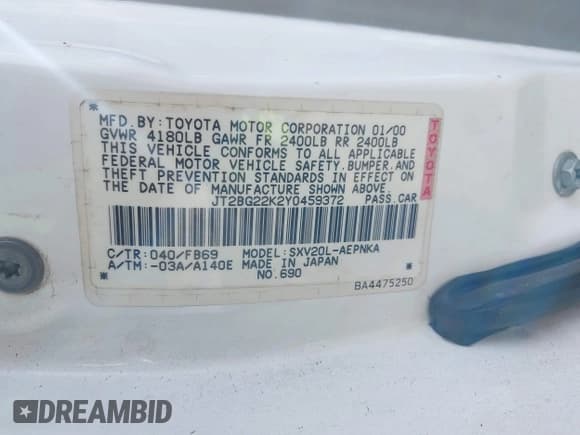 MFD. BY: TOYOTA MOTOR CORPORATION 01/00
GVWR 4180LB GAWR FR 2400LB RR 2400LB
THIS VEHICLE CONFORMS TO ALL APPLICABLE
FEDERAL MOTOR VEHICLE SAFETY, BUMPER, AND
THEFT PREVENTION STANDARDS IN EFFECT ON
THE DATE OF MANUFACTURE SHOWN ABOVE.
JT2BG22K2Y0459372 PASS.CAR
C/TR: 040/FB69 MODEL: SXV20L-AEPNKA
A/TM: -03A/A140E MADE IN JAPAN
NO.690
BA4475250
TOYOTA
DREAMBID